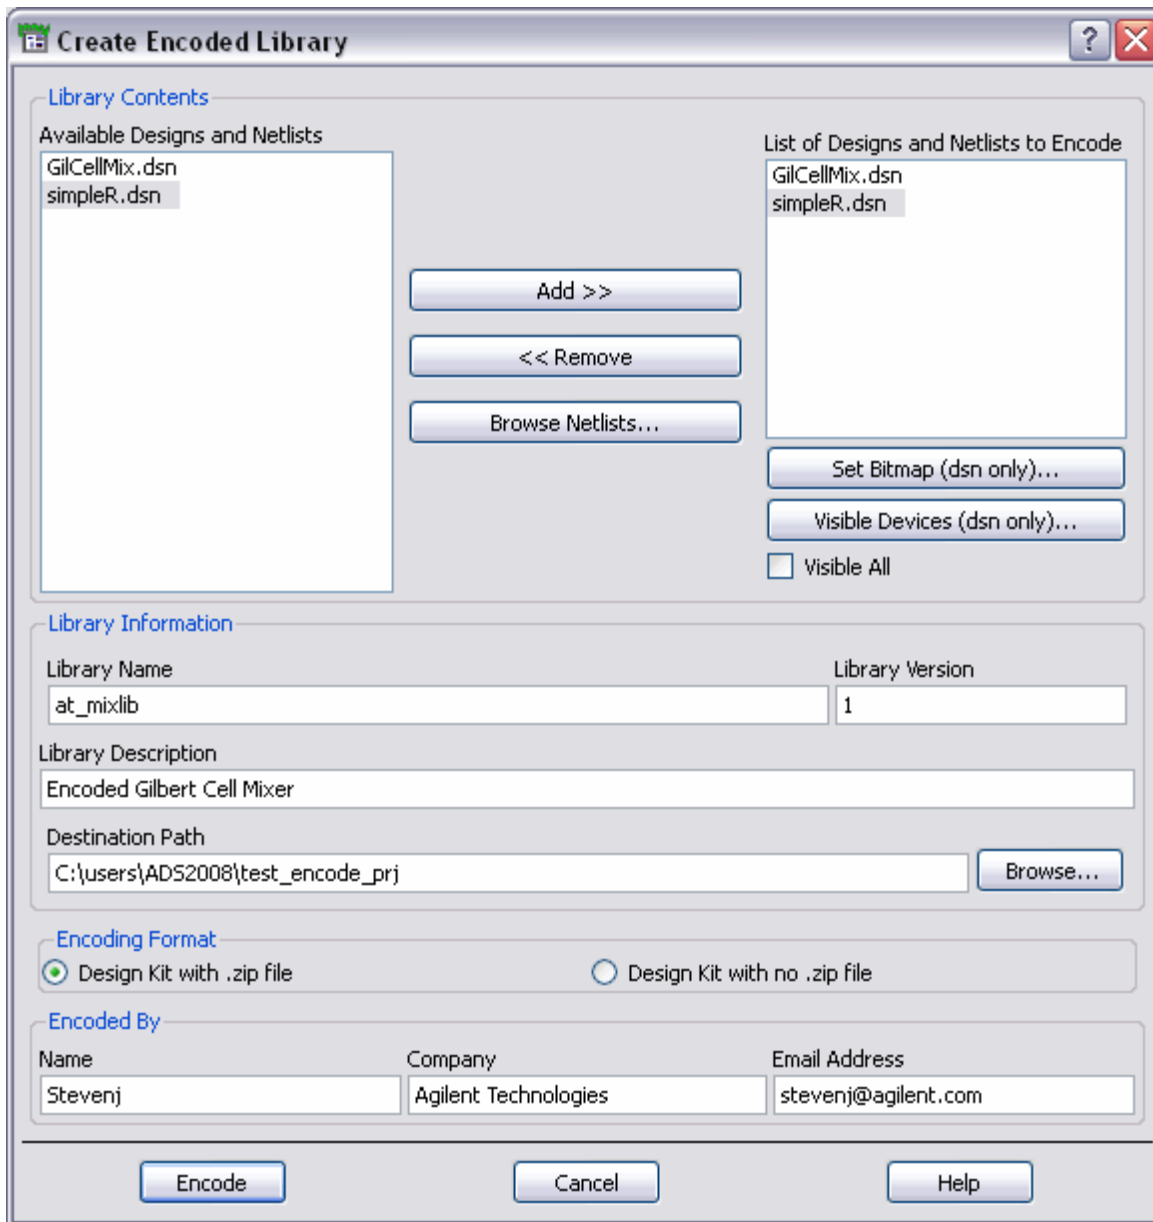 Create Encoded Library
Library Contents
Available Designs and Netlists
GilCellMix.dsn
simpleR.dsn
Add >>
<< Remove
Browse Netlists...
List of Designs and Netlists to Encode
GilCellMix.dsn
simpleR.dsn
Set Bitmap (dsn only)...
Visible Devices (dsn only)...
Visible All
Library Information
Library Name
at_mixlib
Library Version
1
Library Description
Encoded Gilbert Cell Mixer
Destination Path
C:\users\ADS2008\test_encode_prj
Browse...
Encoding Format
Design Kit with .zip file
Design Kit with no .zip file
Encoded By
Name
Stevenj
Company
Agilent Technologies
Email Address
stevenj@agilent.com
Encode
Cancel
Help